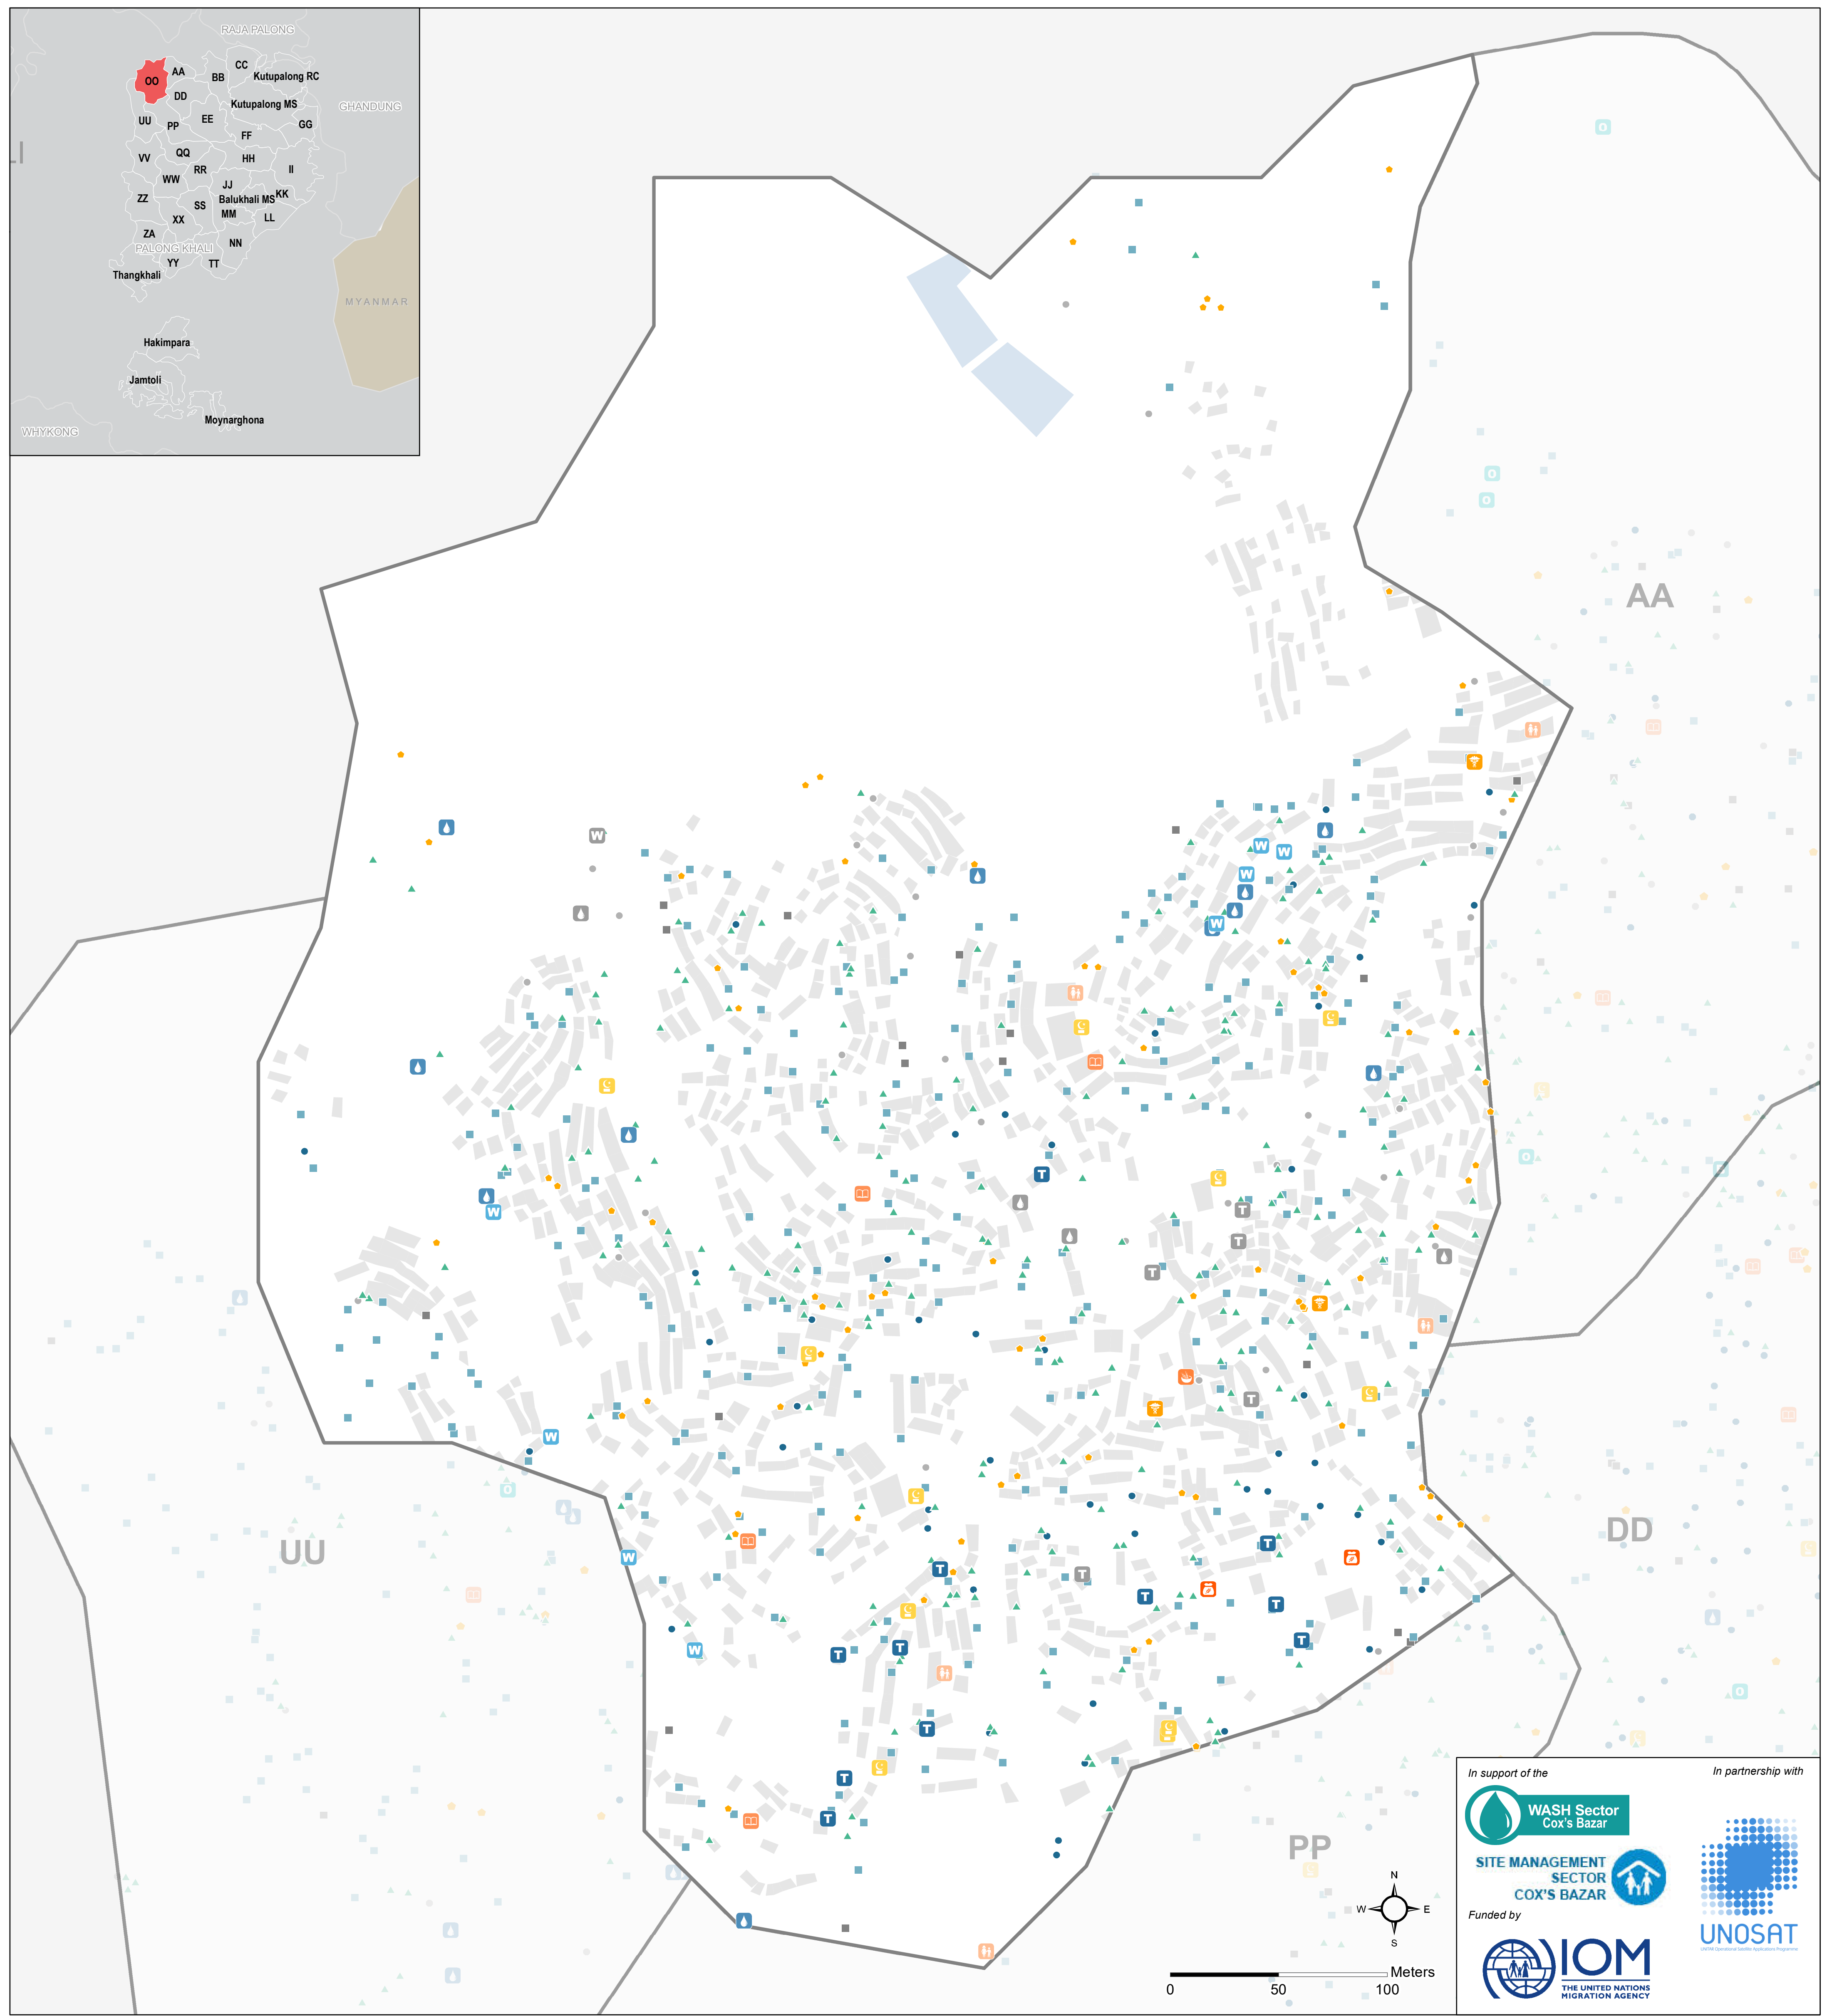 RAJA PALONG
CC
AA
BB
Kutupalong RC
OO
DD
Kutupalong MS
GHANDUNG
UU
PP
EE
GG
FF
VV
QQ
HH
RR
II
WW
JJ
ZZ
Balukhali MS
KK
SS
MM
LL
XX
ZA
NN
PALONG KHALI
YY
TT
Thangkhali
MYANMAR
Hakimpara
Jamtoli
Moynarghona
WHYKONG
AA
UU
DD
PP
N
W E
S
Meters
0 50 100
In support of the
In partnership with
WASH Sector
Cox's Bazar
SITE MANAGEMENT
SECTOR
COX'S BAZAR
Funded by
UNOSAT
IOM
THE UNITED NATIONS
MIGRATION AGENCY